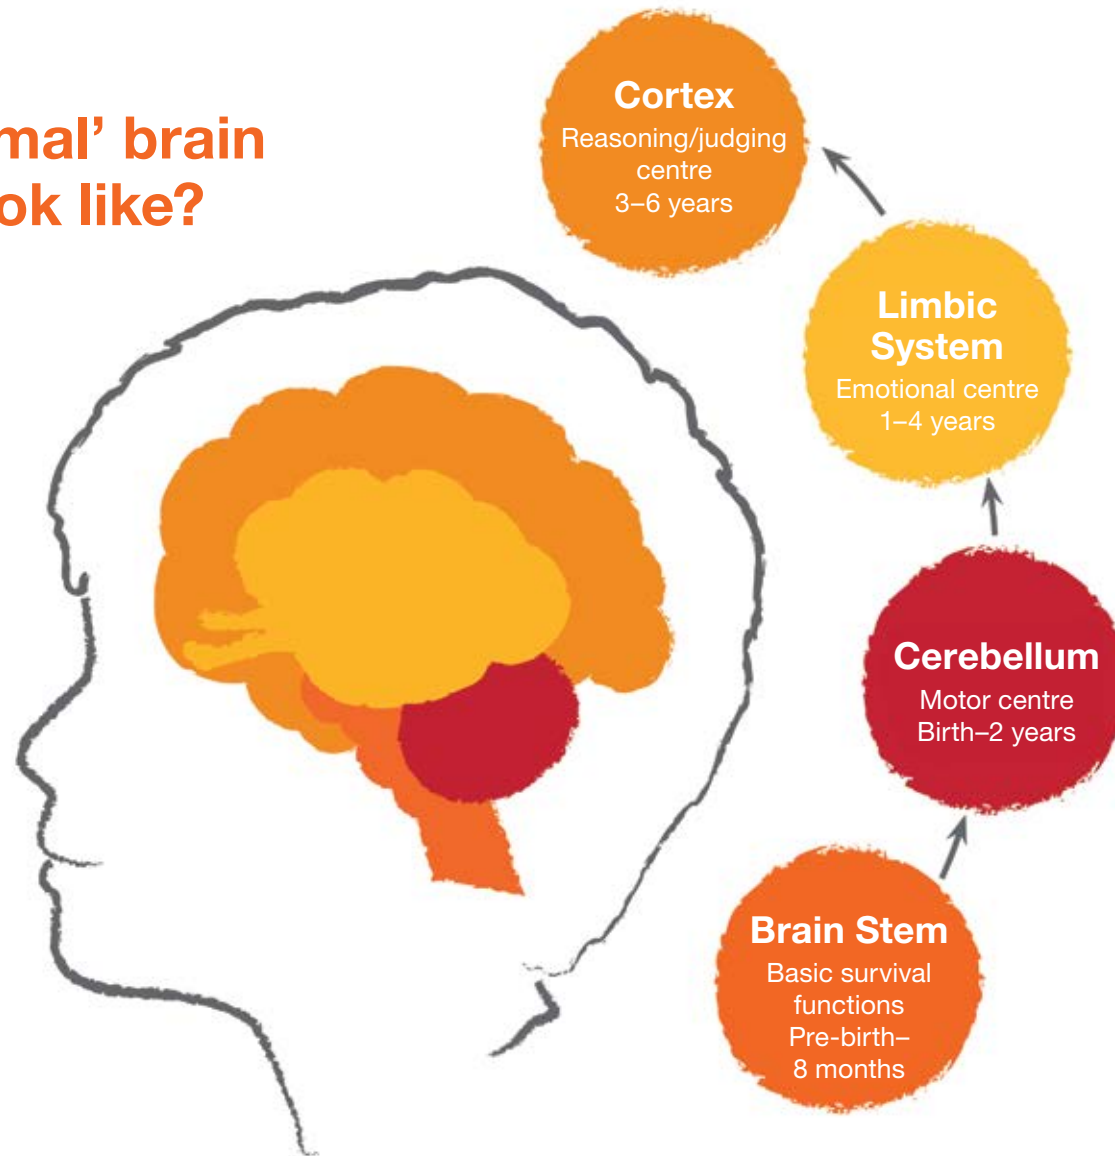 mal’ brain
ok like?
Cortex
Reasoning/judging
centre
3–6 years
Limbic
System
Emotional centre
1–4 years
Cerebellum
Motor centre
Birth–2 years
Brain Stem
Basic survival
functions
Pre-birth–
8 months